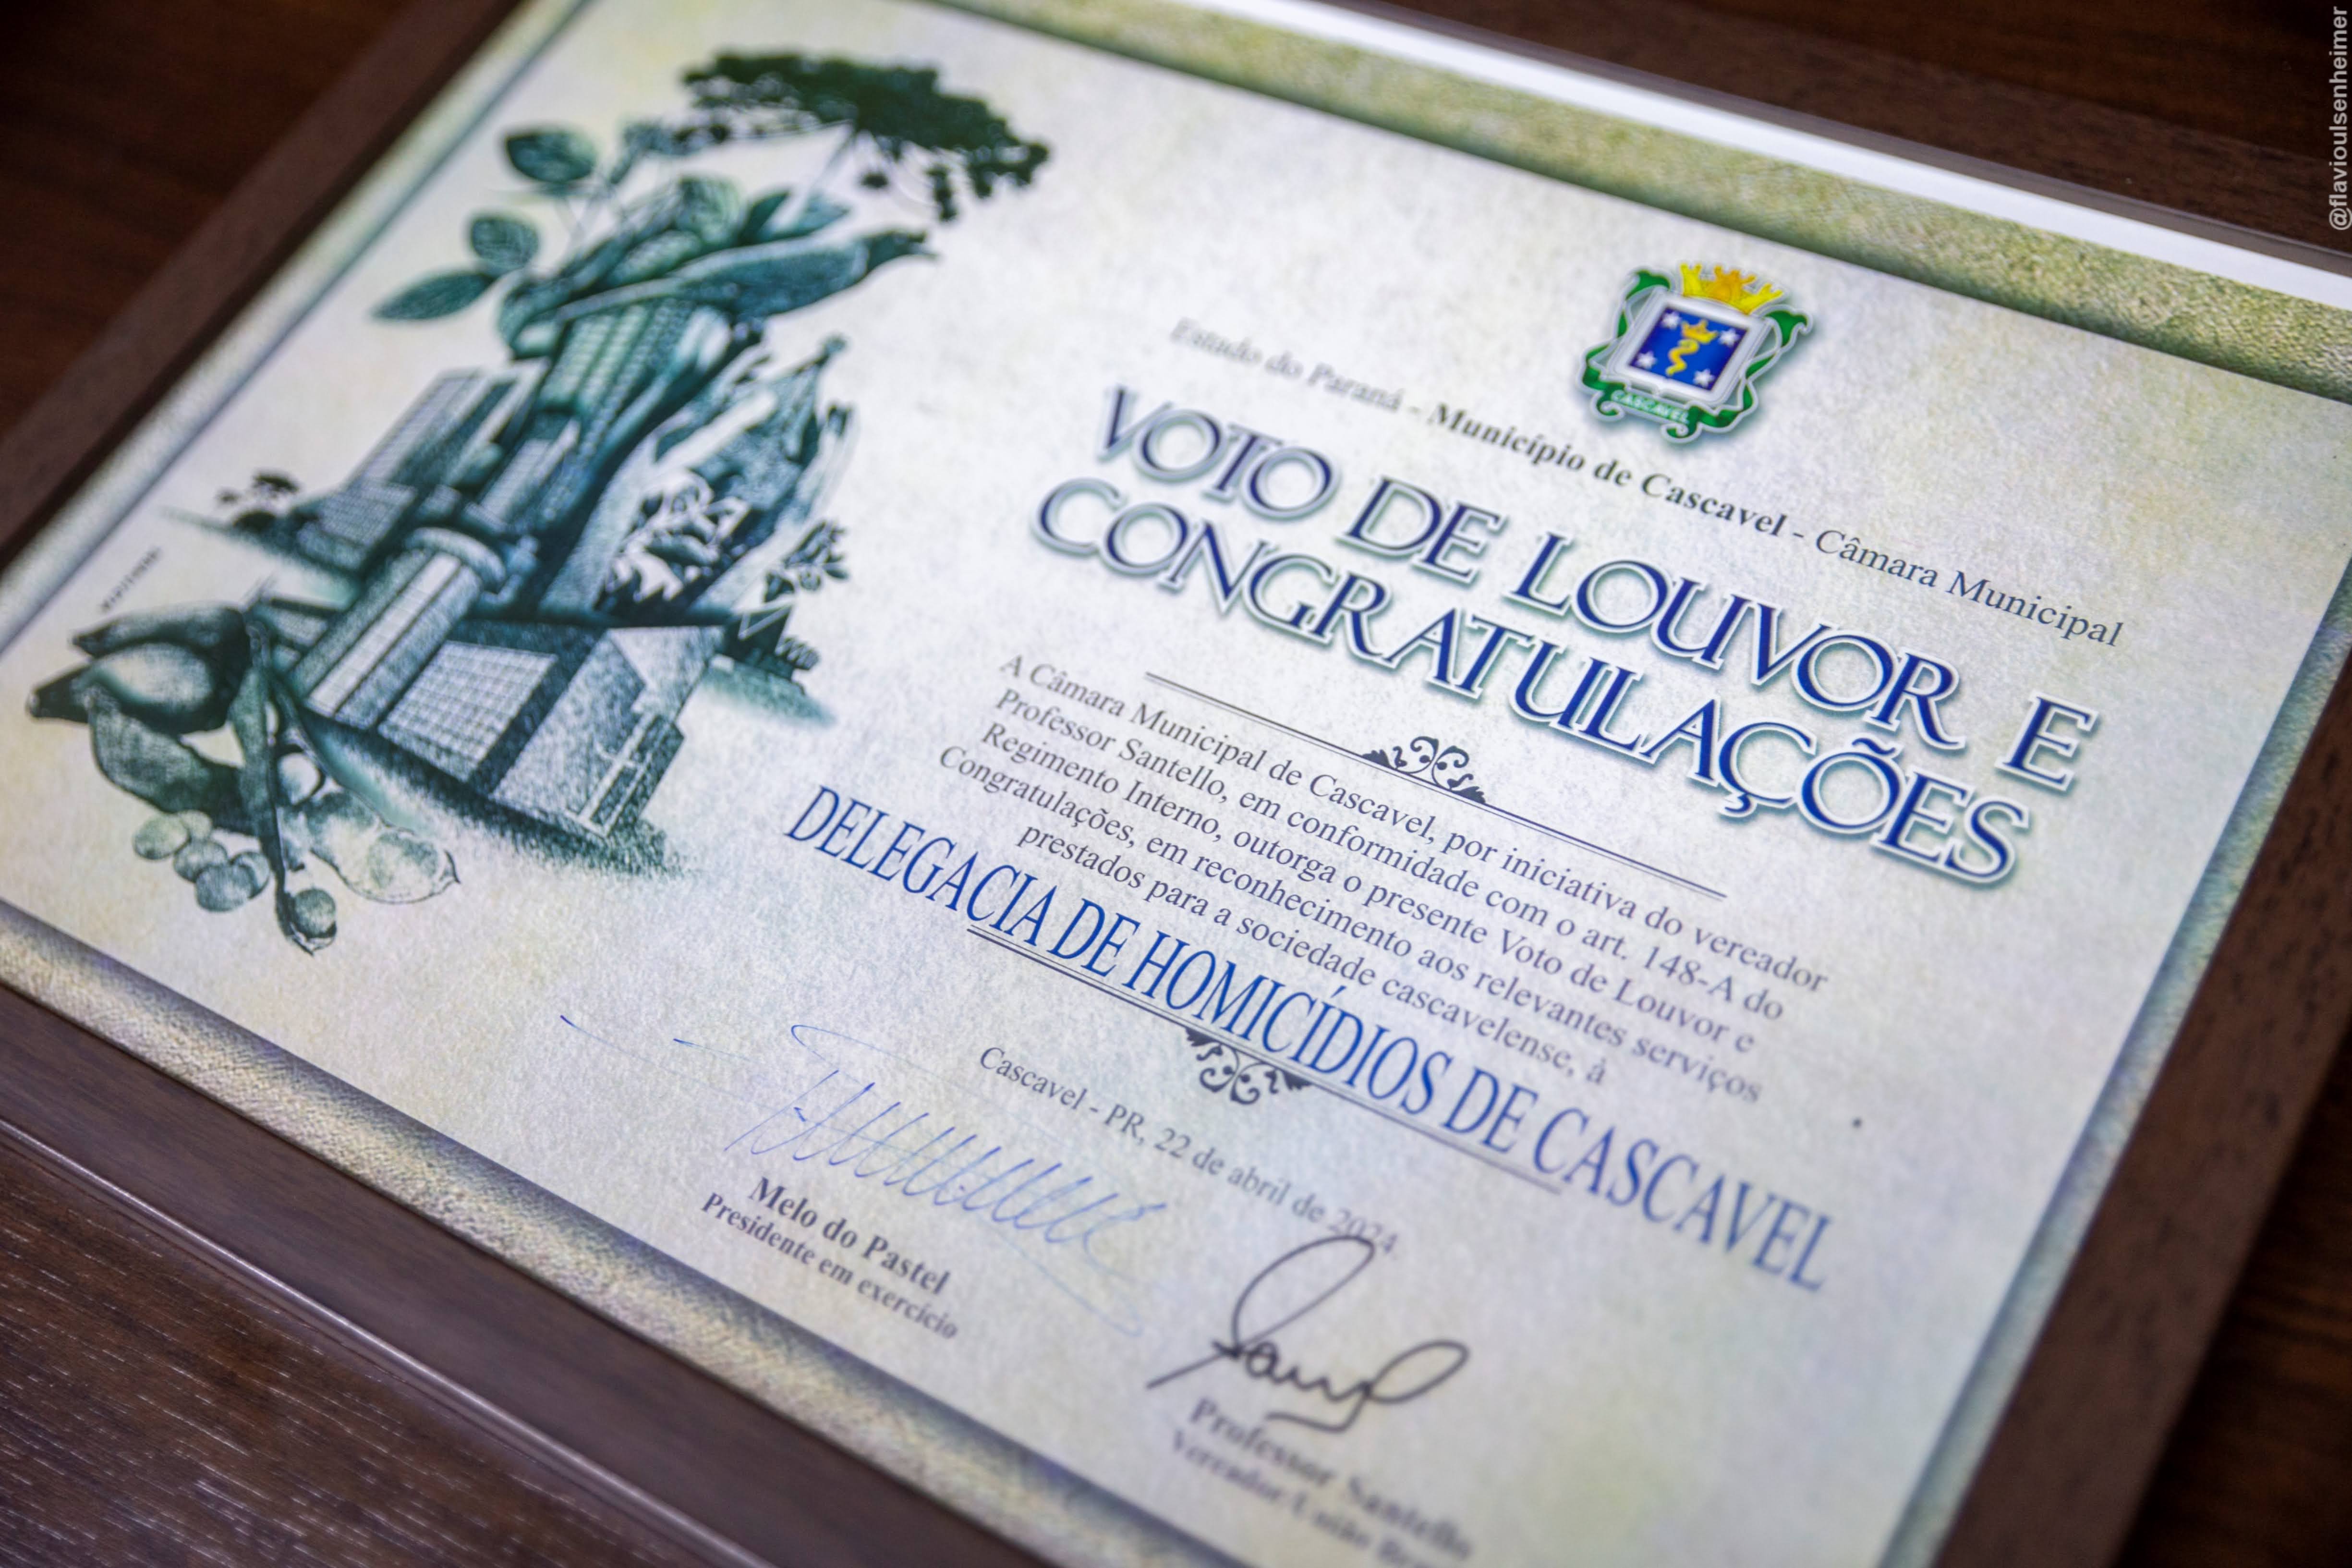 @flavioulsenheimer
CASCAVEL
Estado do Paraná - Município de Cascavel - Câmara Municipal
VOTO DE LOUVOR E
CONGRATULAÇÕES
A Câmara Municipal de Cascavel, por iniciativa do vereador
Professor Santello, em conformidade com o art. 148-A do
Regimento Interno, outorga o presente Voto de Louvor e
Congratulações, em reconhecimento aos relevantes serviços
prestados para a sociedade cascavelense, à
DELEGACIA DE HOMICÍDIOS DE CASCAVEL
Cascavel - PR, 22 de abril de 2024
Melo do Pastel
Presidente em exercício
Professor Santello
Vereador/União